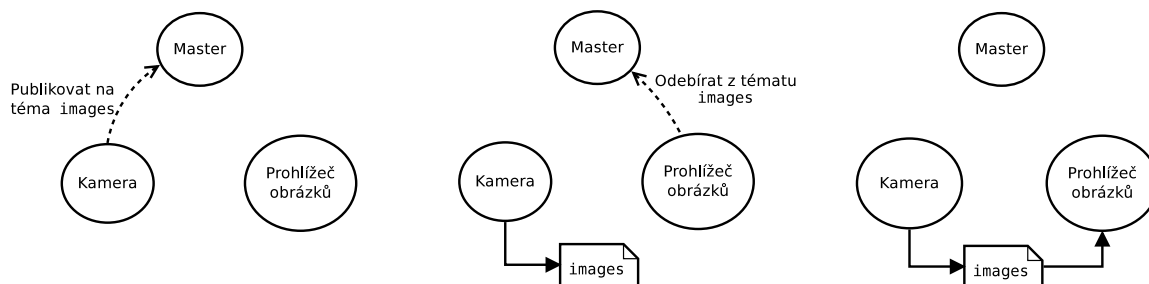 Master
Publikovat na
téma images
Kamera
Prohlížeč
obrázků
Master
Odebírat z tématu
images
Kamera
Prohlížeč
obrázků
images
Master
Kamera
Prohlížeč
obrázků
images